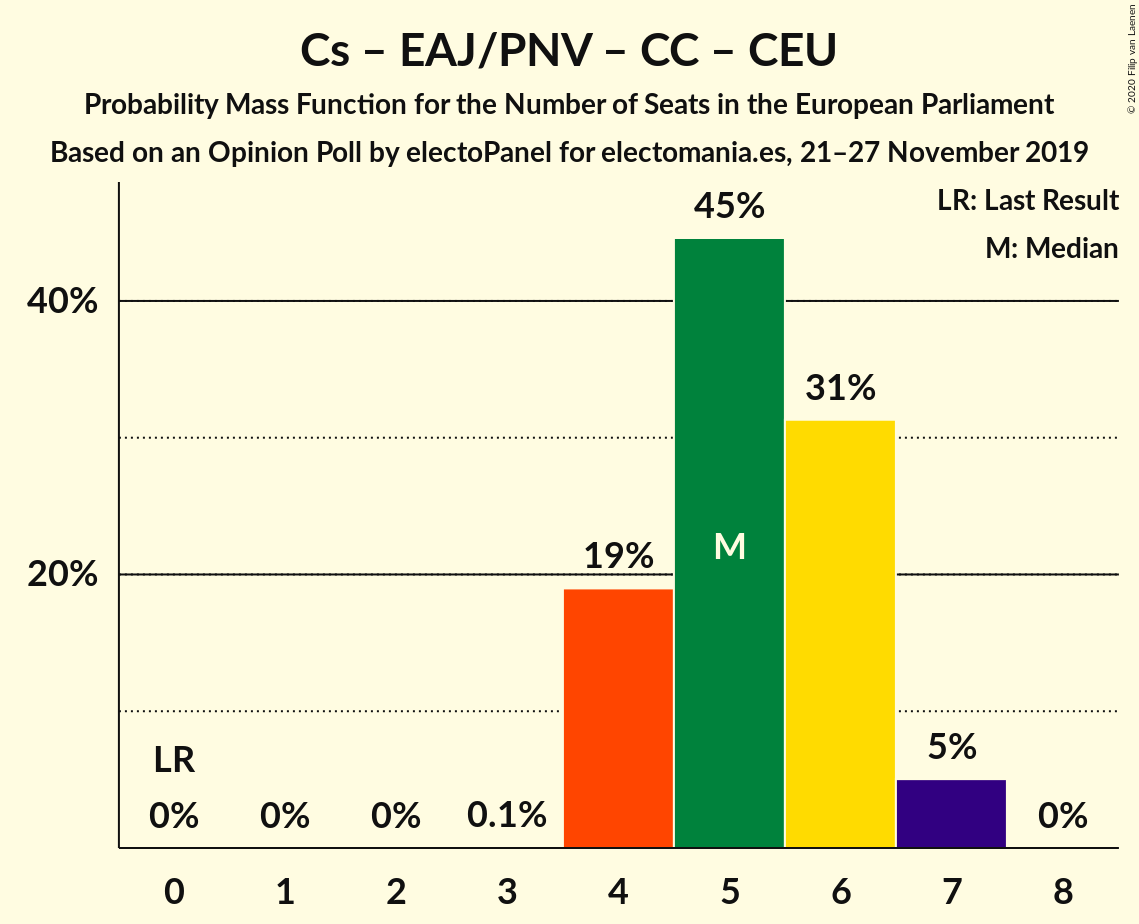 Cs – EAJ/PNV – CC – CEU
Probability Mass Function for the Number of Seats in the European Parliament
Based on an Opinion Poll by electoPanel for electomania.es, 21–27 November 2019
© 2020 Filip van Laenen
LR: Last Result
M: Median
45%
40%
31%
19%
M
20%
LR
5%
0% 0% 0% 0.1% 0%
0 1 2 3 4 5 6 7 8